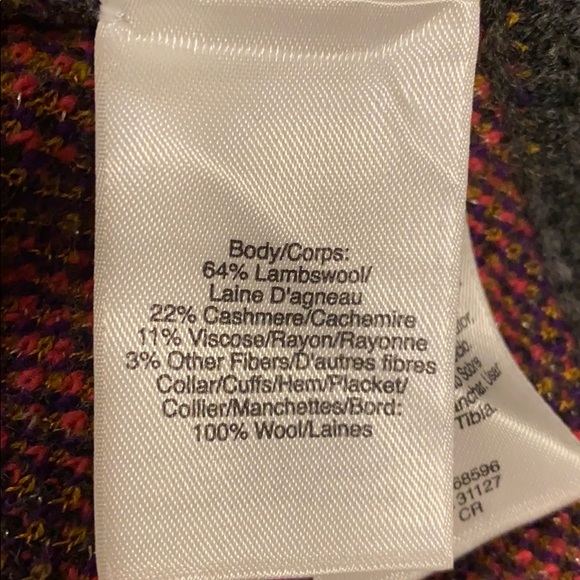 Body/Corps:
64% Lambswool/
Laine D'agneau
22% Cashmere/Cachemire
11% Viscose/Rayon/Rayonne
3% Other Fibers/D'autres fibres
Collar/Cuffs/Hem/Placket/
Collier/Manchettes/Bord:
100% Wool/Laines
Tibia.
68596
31127
CR